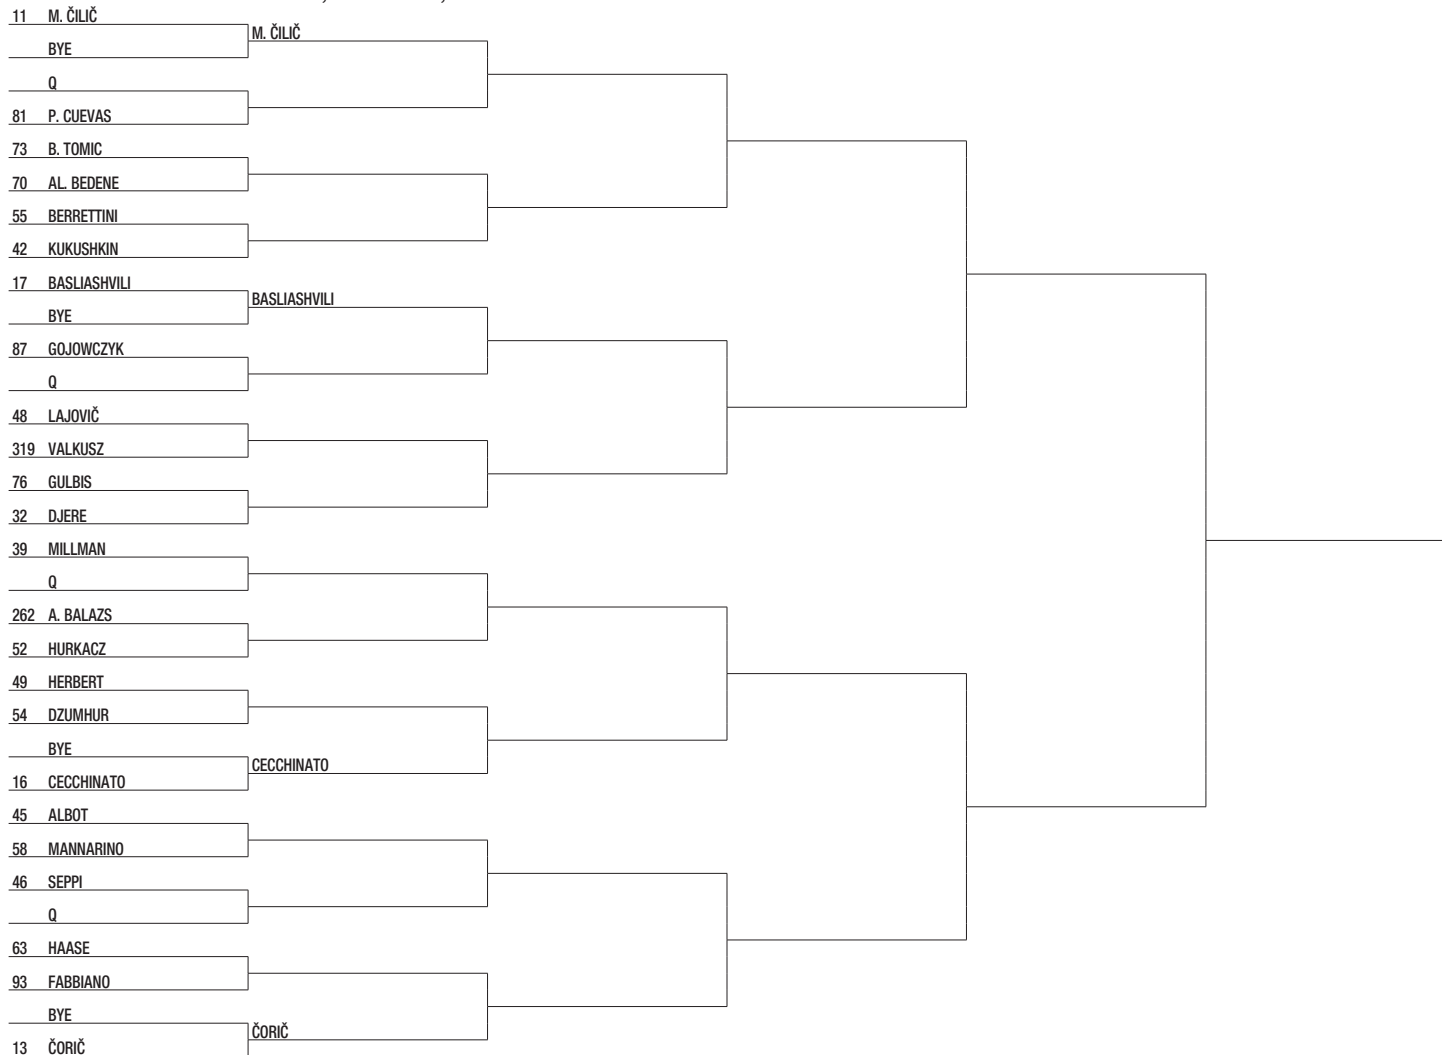 11 M. ČILIČ
M. ČILIČ
BYE
Q
81 P. CUEVAS
73 B. TOMIC
70 AL. BEDENE
55 BERRETTINI
42 KUKUSHKIN
17 BASLIASHVILI
BASLIASHVILI
BYE
87 GOJOWCZYK
Q
48 LAJOVIČ
319 VALKUSZ
76 GULBIS
32 DJERE
39 MILLMAN
Q
262 A. BALAZS
52 HURKACZ
49 HERBERT
54 DZUMHUR
BYE
CECCHINATO
16 CECCHINATO
45 ALBOT
58 MANNARINO
46 SEPPI
Q
63 HAASE
93 FABBIANO
BYE
ČORIČ
13 ČORIČ